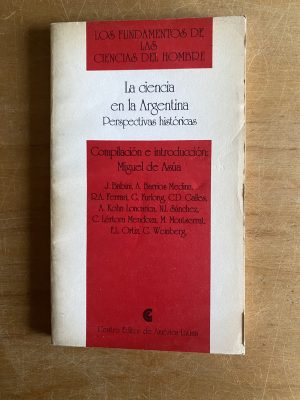 LOS FUNDAMENTOS DE
LAS
CIENCIAS DEL HOMBRE
La ciencia
en la Argentina
Perspectivas históricas
Compilación e introducción:
Miguel de Asúa
J. Babini, A. Barrios Medina,
R.A. Ferrari, G. Furlong, C.D. Galles,
A. Kohn Loncarica, N.I. Sánchez,
C. Lértora Mendoza, M. Montserrat,
E.L. Ortiz, G. Weinberg.
Centro Editor de América Latina